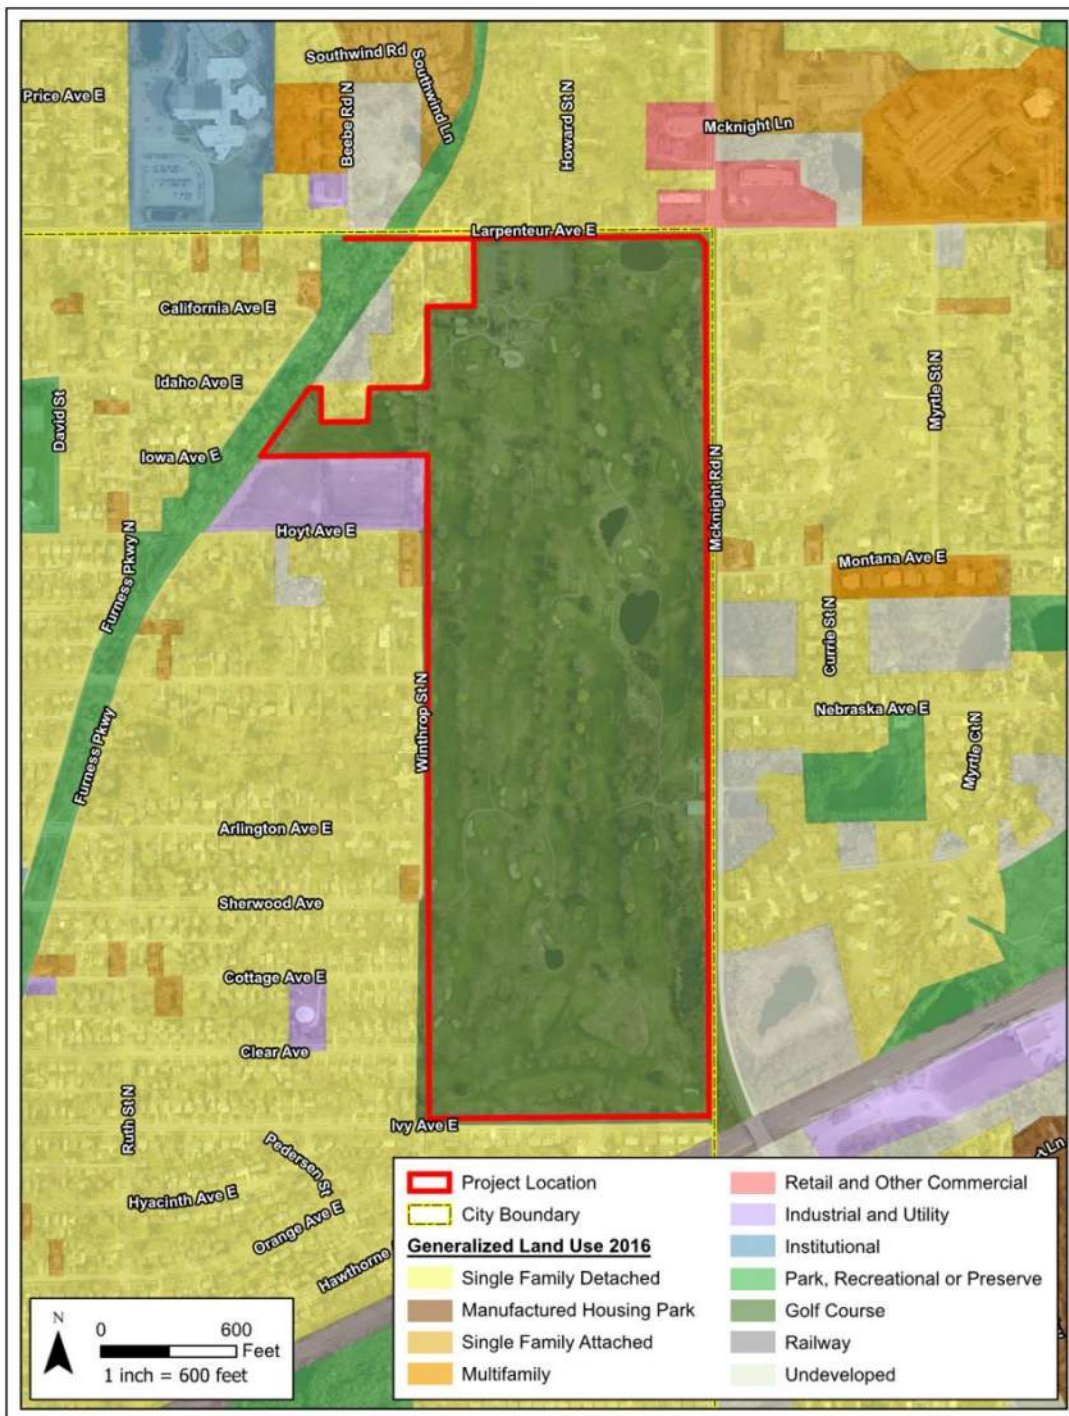 Southwind Rd
Southwind Ln
Price Ave E
Beebe Rd N
Howard St N
Mcknight Ln
Larpenteur Ave E
California Ave E
Idaho Ave E
David St
Iowa Ave E
Myrtle St N
Mcknight Rd N
Hoyt Ave E
Furness Pkwy N
Montana Ave E
Currie St N
Winthrop St N
Nebraska Ave E
Furness Pkwy
Myrtle Ct N
Arlington Ave E
Sherwood Ave
Cottage Ave E
Clear Ave
Ruth St N
Ivy Ave E
Pedersen St
Hyacinth Ave E
Orange Ave E
Hawthorne
Ln
Project Location
City Boundary
Generalized Land Use 2016
Single Family Detached
Manufactured Housing Park
Single Family Attached
Multifamily
Retail and Other Commercial
Industrial and Utility
Institutional
Park, Recreational or Preserve
Golf Course
Railway
Undeveloped
N
0 600
Feet
1 inch = 600 feet